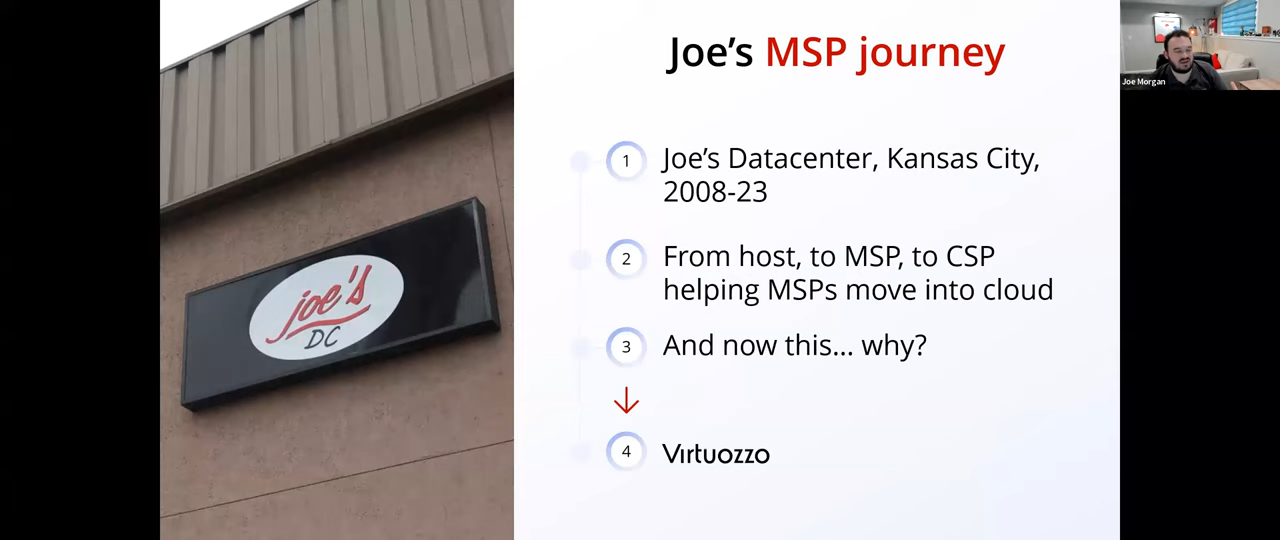 Joe's MSP journey
Joe Morgan
1
Joe's Datacenter, Kansas City,
2008-23
2
From host, to MSP, to CSP
helping MSPs move into cloud
3
And now this... why?
4
Virtuozzo
joe's
DC